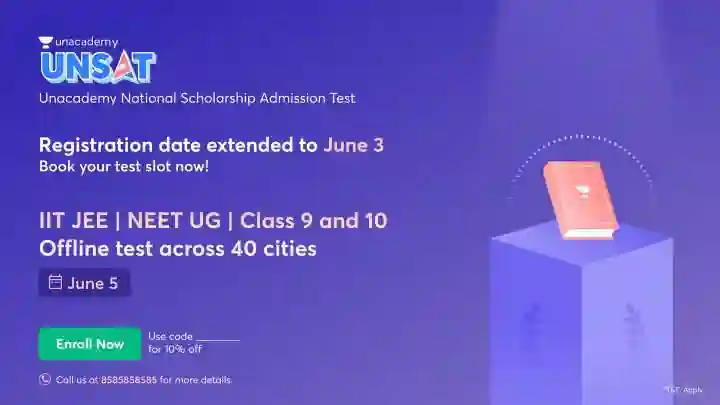 unacademy
UNSAT
Unacademy National Scholarship Admission Test
Registration date extended to June 3
Book your test slot now!
IIT JEE | NEET UG | Class 9 and 10
Offline test across 40 cities
June 5
Enroll Now
Use code ________
for 10% off
Call us at 8585858585 for more details
*T&C Apply